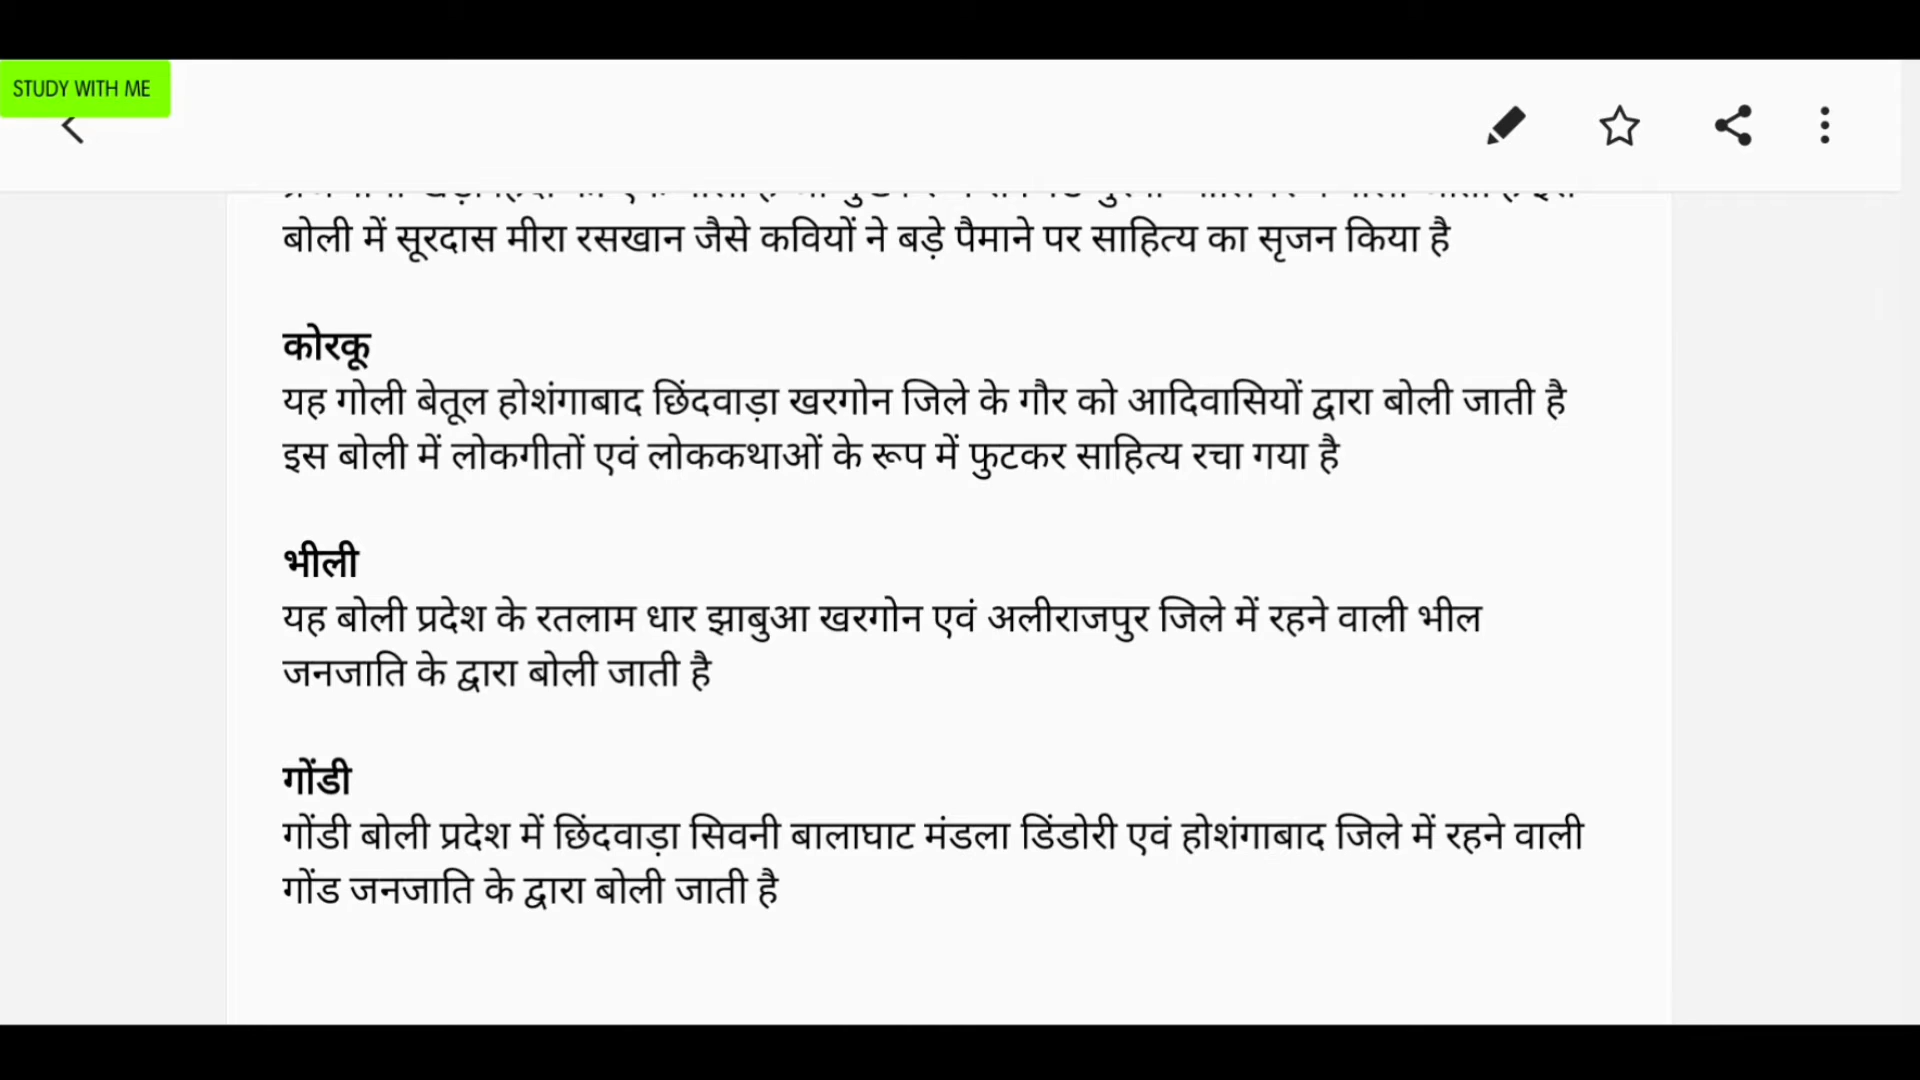 STUDY WITH ME
बोली में सूरदास मीरा रसखान जैसे कवियों ने बड़े पैमाने पर साहित्य का सृजन किया है
कोरकू
यह गोली बेतूल होशंगाबाद छिंदवाड़ा खरगोन जिले के गौर को आदिवासियों द्वारा बोली जाती है
इस बोली में लोकगीतों एवं लोककथाओं के रूप में फुटकर साहित्य रचा गया है
भीली
यह बोली प्रदेश के रतलाम धार झाबुआ खरगोन एवं अलीराजपुर जिले में रहने वाली भील
जनजाति के द्वारा बोली जाती है
गोंडी
गोंडी बोली प्रदेश में छिंदवाड़ा सिवनी बालाघाट मंडला डिंडोरी एवं होशंगाबाद जिले में रहने वाली
गोंड जनजाति के द्वारा बोली जाती है